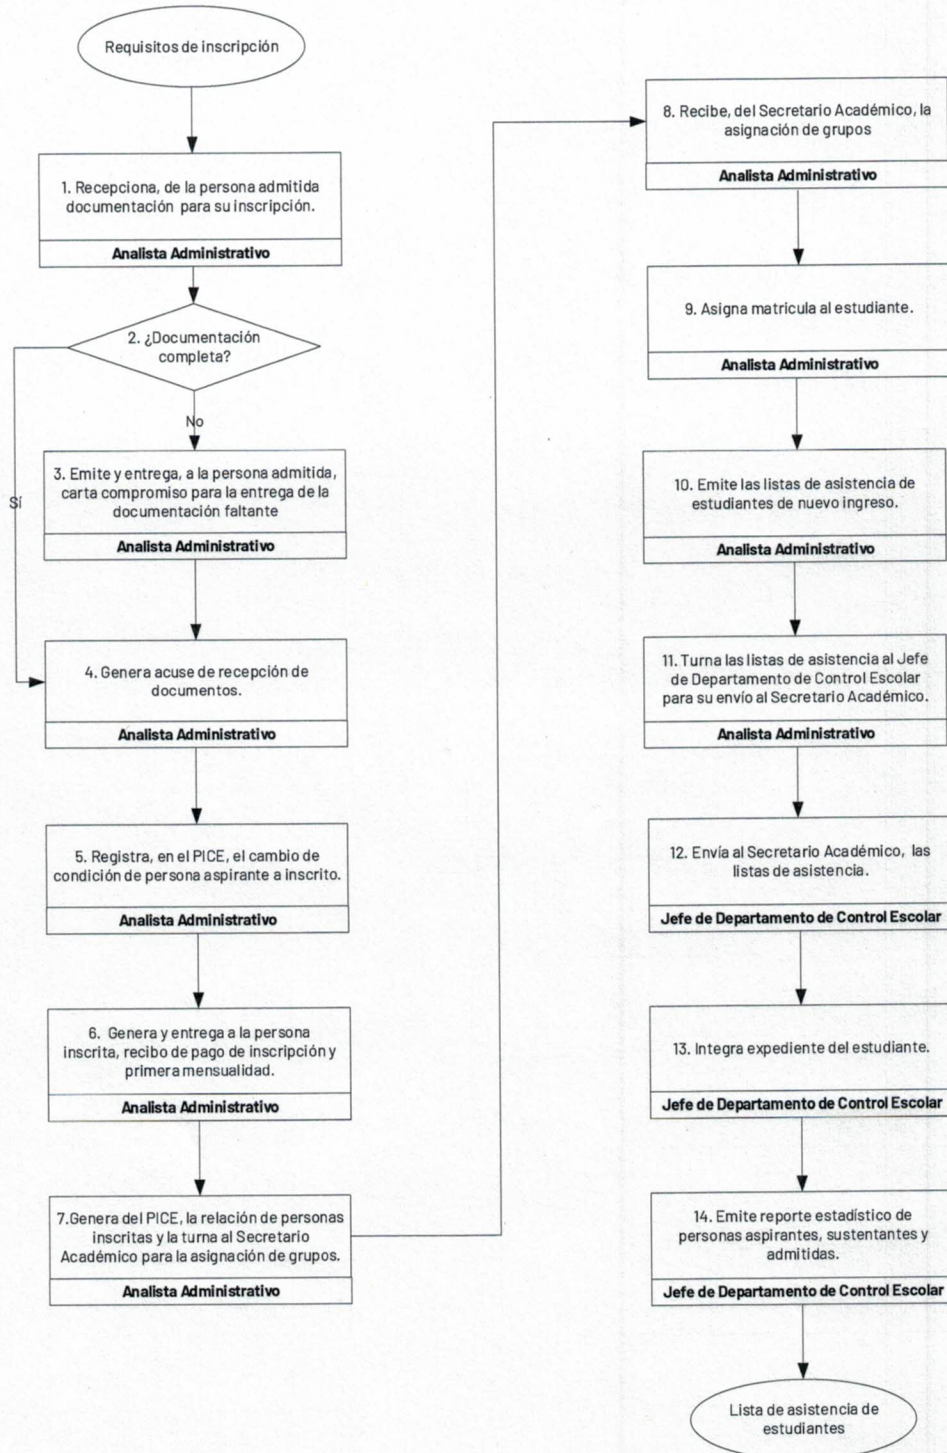 Requisitos de inscripción
1. Recepciona, de la persona admitida
documentación para su inscripción.
Analista Administrativo
2. ¿Documentación
completa?
No
Sí
3. Emite y entrega, a la persona admitida,
carta compromiso para la entrega de la
documentación faltante
Analista Administrativo
4. Genera acuse de recepción de
documentos.
Analista Administrativo
5. Registra, en el PICE, el cambio de
condición de persona aspirante a inscrito.
Analista Administrativo
6. Genera y entrega a la persona
inscrita, recibo de pago de inscripción y
primera mensualidad.
Analista Administrativo
7.Genera del PICE, la relación de personas
inscritas y la turna al Secretario
Académico para la asignación de grupos.
Analista Administrativo
8. Recibe, del Secretario Académico, la
asignación de grupos
Analista Administrativo
9. Asigna matricula al estudiante.
Analista Administrativo
10. Emite las listas de asistencia de
estudiantes de nuevo ingreso.
Analista Administrativo
11. Turna las listas de asistencia al Jefe
de Departamento de Control Escolar
para su envío al Secretario Académico.
Analista Administrativo
12. Envía al Secretario Académico, las
listas de asistencia.
Jefe de Departamento de Control Escolar
13. Integra expediente del estudiante.
Jefe de Departamento de Control Escolar
14. Emite reporte estadístico de
personas aspirantes, sustentantes y
admitidas.
Jefe de Departamento de Control Escolar
Lista de asistencia de
estudiantes